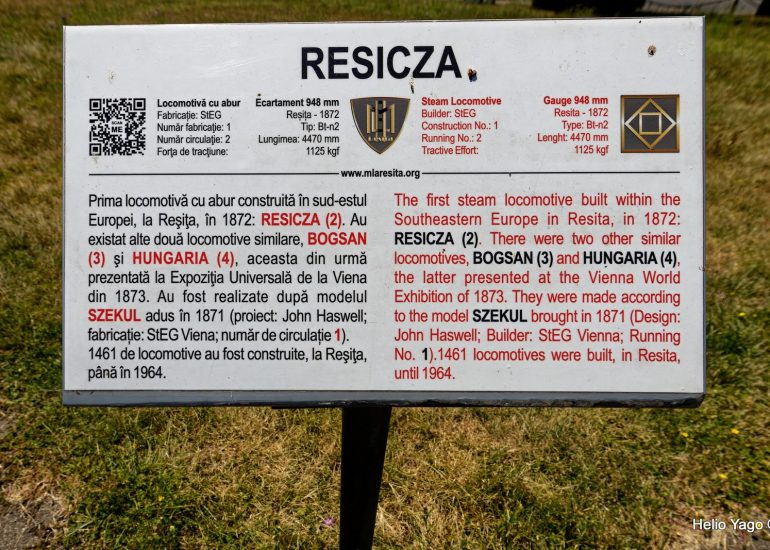 RESICZA
SCAN
ME
Locomotivă cu abur
Fabricație: StEG
Număr fabricație: 1
Număr circulație: 2
Forța de tracțiune:
Ecartament 948 mm
Reșița - 1872
Tip: Bt-n2
Lungimea: 4470 mm
1125 kgf
Steam Locomotive
Builder: StEG
Construction No.: 1
Running No.: 2
Tractive Effort:
Gauge 948 mm
Resita - 1872
Type: Bt-n2
Lenght: 4470 mm
1125 kgf
www.mlaresita.org
Prima locomotivă cu abur construită în sud-estul
Europei, la Reşiţa, în 1872: RESICZA (2). Au
existat alte două locomotive similare, BOGSAN
(3) şi HUNGARIA (4), aceasta din urmă
prezentată la Expoziţia Universală de la Viena
din 1873. Au fost realizate după modelul
SZEKUL adus în 1871 (proiect: John Haswell;
fabricaţie: StEG Viena; număr de circulaţie 1).
1461 de locomotive au fost construite, la Reşiţa,
până în 1964.
The first steam locomotive built within the
Southeastern Europe in Resita, in 1872:
RESICZA (2). There were two other similar
locomotives, BOGSAN (3) and HUNGARIA (4),
the latter presented at the Vienna World
Exhibition of 1873. They were made according
to the model SZEKUL brought in 1871 (Design:
John Haswell; Builder: StEG Vienna; Running
No. 1).1461 locomotives were built, in Resita,
until 1964.
Helio Yago